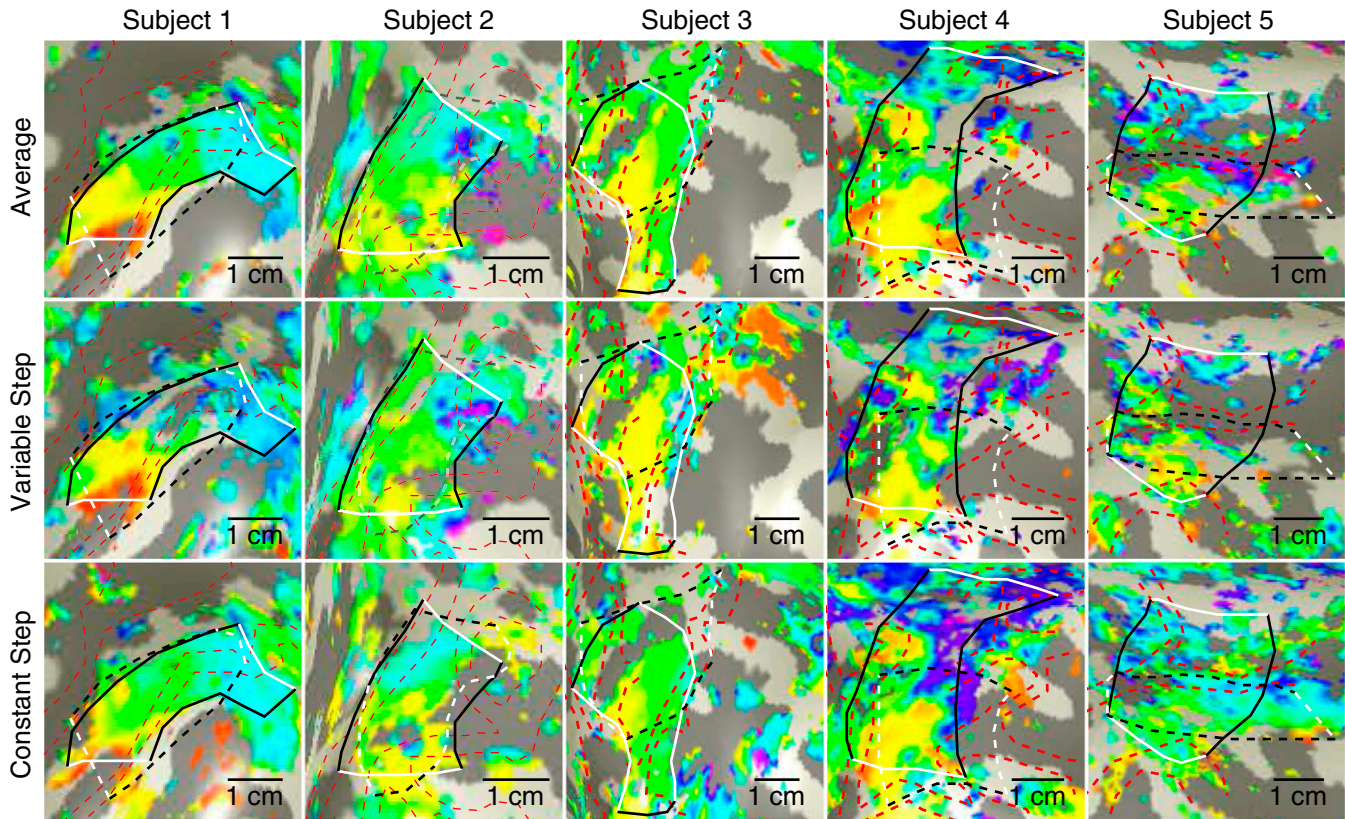 Subject 1 Subject 2 Subject 3 Subject 4 Subject 5
Average
1 cm 1 cm 1 cm 1 cm 1 cm
Variable Step
1 cm 1 cm 1 cm 1 cm 1 cm
Constant Step
1 cm 1 cm 1 cm 1 cm 1 cm